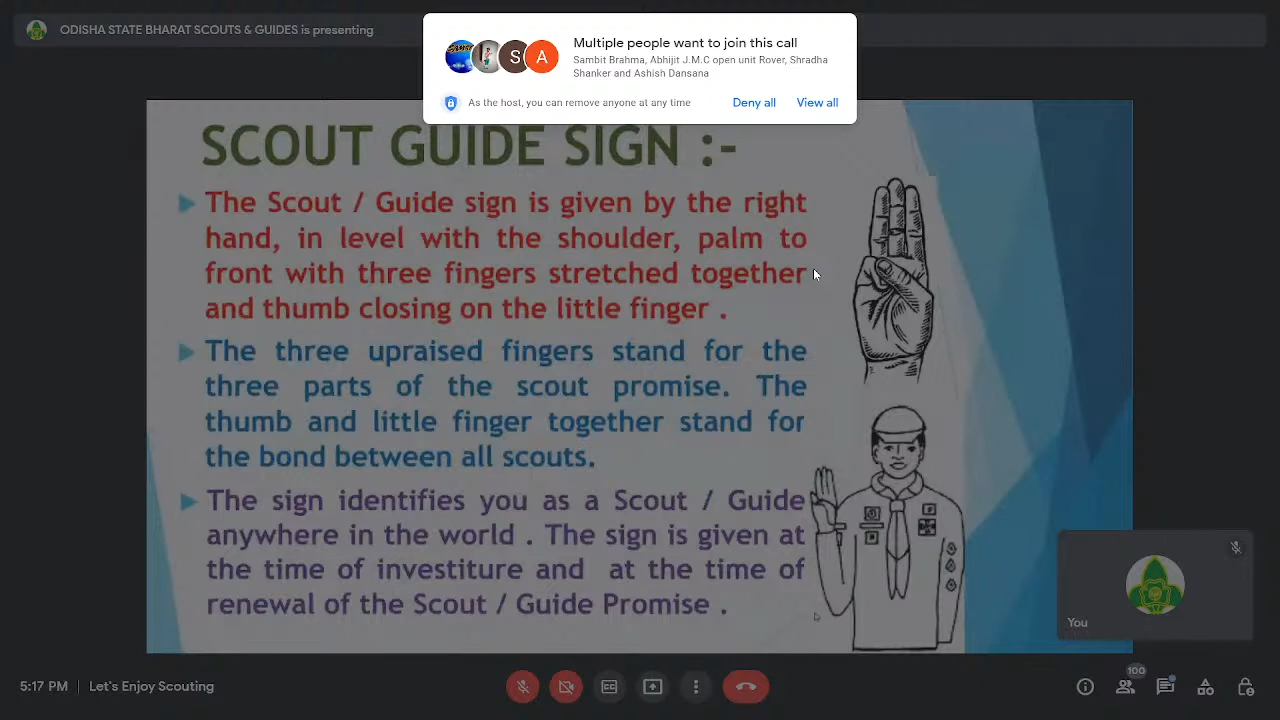 ODISHA STATE BHARAT SCOUTS & GUIDES is presenting
S
A
Multiple people want to join this call
Sambit Brahma, Abhijit J.M.C open unit Rover, Shradha
Shanker and Ashish Dansana
As the host, you can remove anyone at any time
Deny all
View all
SCOUT GUIDE SIGN :-
The Scout / Guide sign is given by the right
hand, in level with the shoulder, palm to
front with three fingers stretched together
and thumb closing on the little finger .
The three upraised fingers stand for the
three parts of the scout promise. The
thumb and little finger together stand for
the bond between all scouts.
The sign identifies you as a Scout / Guide
anywhere in the world . The sign is given at
the time of investiture and at the time of
renewal of the Scout / Guide Promise .
You
5:17 PM
Let's Enjoy Scouting
CC
100